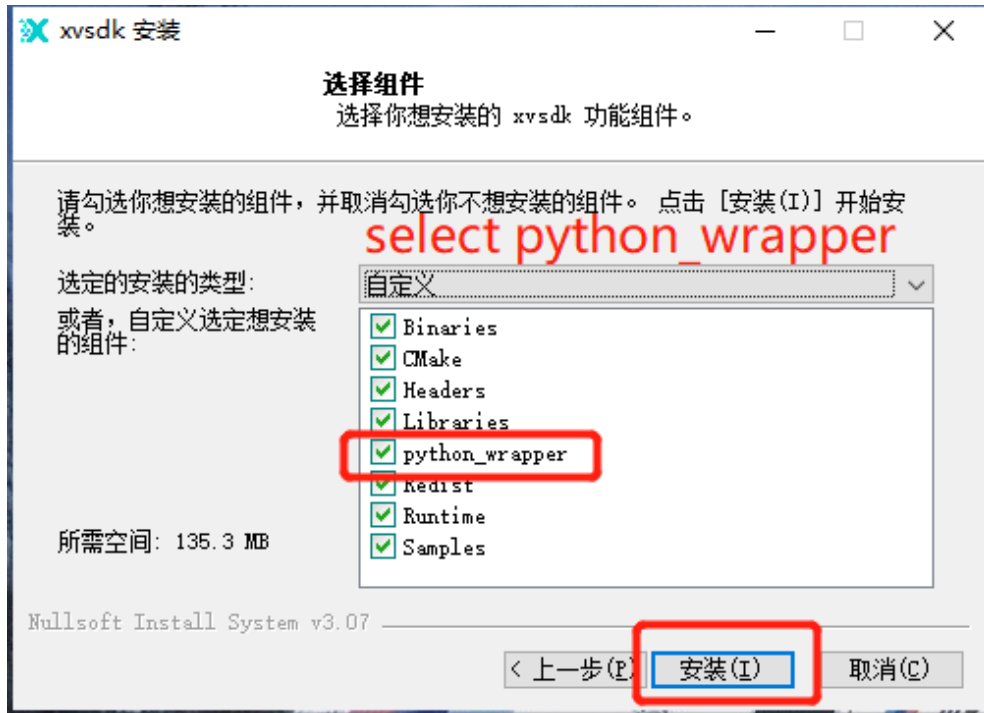 xvsdk 安装
选择组件
选择你想安装的 xvsdk 功能组件。
请勾选你想安装的组件，并取消勾选你不想安装的组件。 点击 [安装(I)] 开始安
装。
select python_wrapper
选定的安装的类型:
自定义
或者，自定义选定想安装
的组件:
Binaries
CMake
Headers
Libraries
python_wrapper
Redist
Runtime
Samples
所需空间: 135.3 MB
Nullsoft Install System v3.07
< 上一步(P)
安装(I)
取消(C)